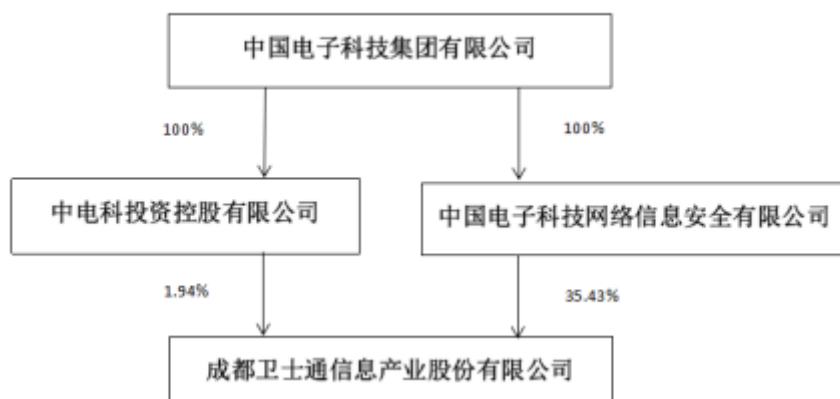 中国电子科技集团有限公司
100%
100%
中电科投资控股有限公司
中国电子科技网络信息安全有限公司
1.94%
35.43%
成都卫士通信息产业股份有限公司